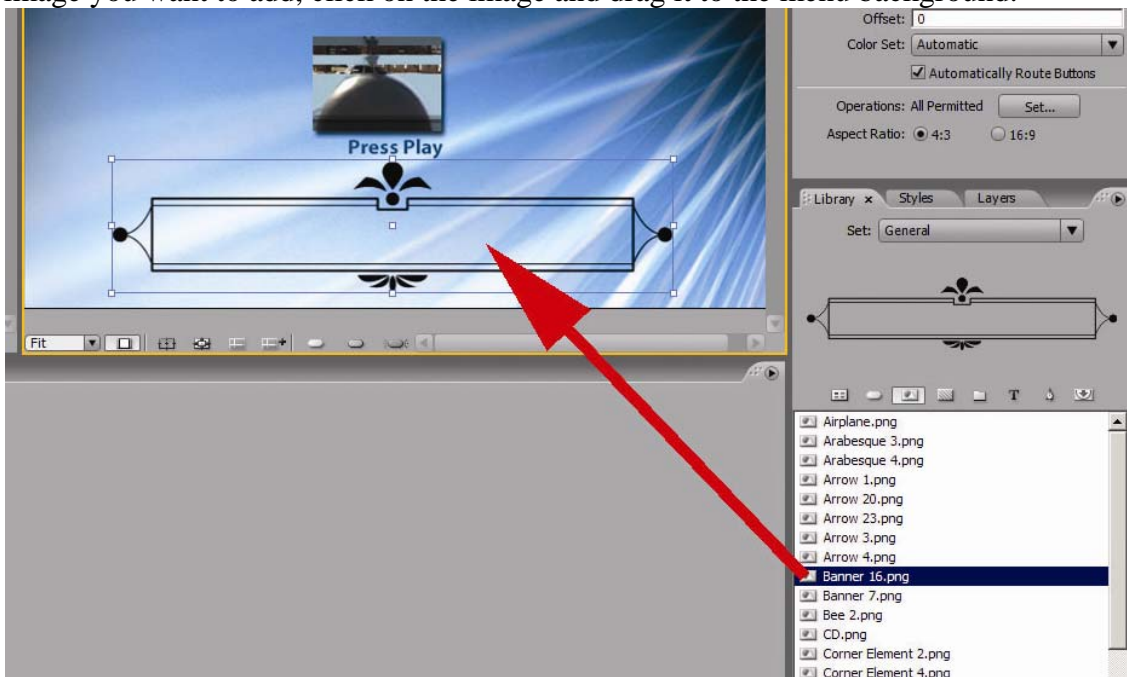 image you want to add, click on the image and drag it to the menu background.
Offset: 0
Color Set: Automatic
Automatically Route Buttons
Operations: All Permitted Set...
Aspect Ratio: 4:3 16:9
Press Play
Library × Styles Layers
Set: General
Fit
T
Airplane.png
Arabesque 3.png
Arabesque 4.png
Arrow 1.png
Arrow 20.png
Arrow 23.png
Arrow 3.png
Arrow 4.png
Banner 16.png
Banner 7.png
Bee 2.png
CD.png
Corner Element 2.png
Corner Element 4.png